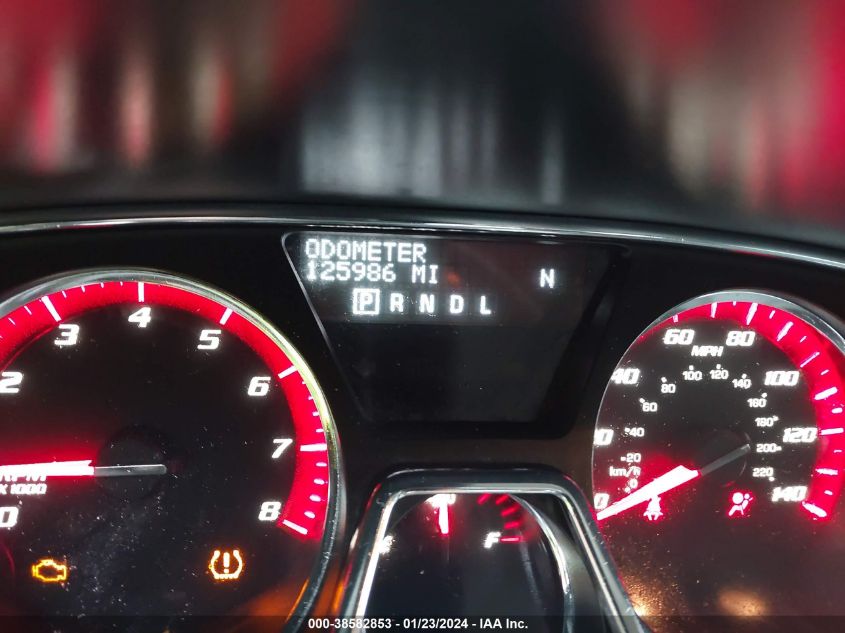 ODOMETER
125986 MI
N
P R N D L
2 3 4 5 6 7 8
X 1000
0
40 60 80 100 120 140
MPH
20 40 60 80 100 120 140 160 180 200 220
km/h
0
F
000-38582853 - 01/23/2024 - IAA Inc.